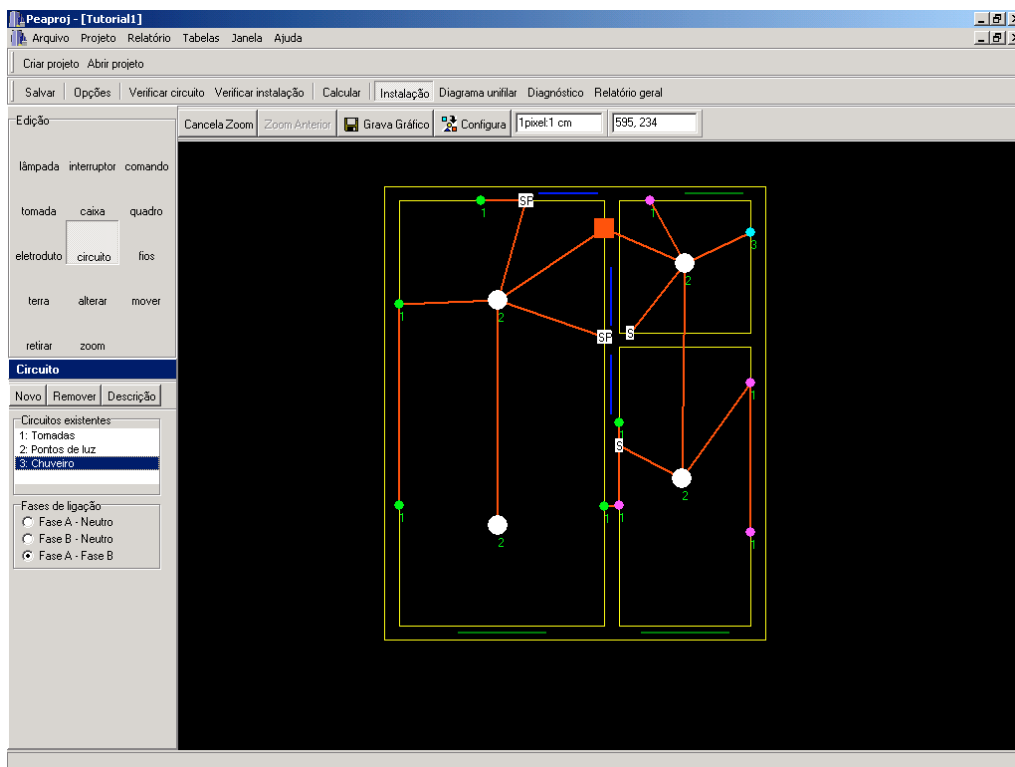 Peaproj - [Tutorial1]
Arquivo Projeto Relatório Tabelas Janela Ajuda
Criar projeto Abrir projeto
Salvar Opções Verificar circuito Verificar instalação Calcular Instalação Diagrama unifilar Diagnóstico Relatório geral
Edição
Cancela Zoom Zoom Anterior Grava Gráfico Configura 1pixel:1 cm 595, 234
lâmpada interruptor comando
tomada caixa quadro
eletroduto circuito fios
terra alterar mover
retirar zoom
Circuito
Novo Remover Descrição
Circuitos existentes
1: Tomadas
2: Pontos de luz
3: Chuveiro
Fases de ligação
Fase A - Neutro
Fase B - Neutro
Fase A - Fase B
SP
1 1
3
2
1 2
SP S
1
1
S
2
1 1 1
2 1